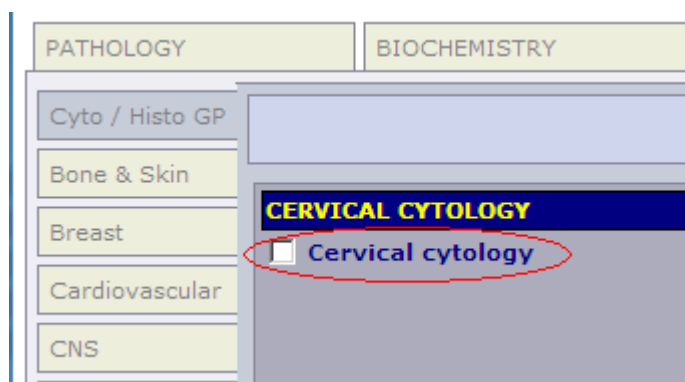 PATHOLOGY
BIOCHEMISTRY
Cyto / Histo GP
Bone & Skin
Breast
Cardiovascular
CNS
CERVICAL CYTOLOGY
Cervical cytology